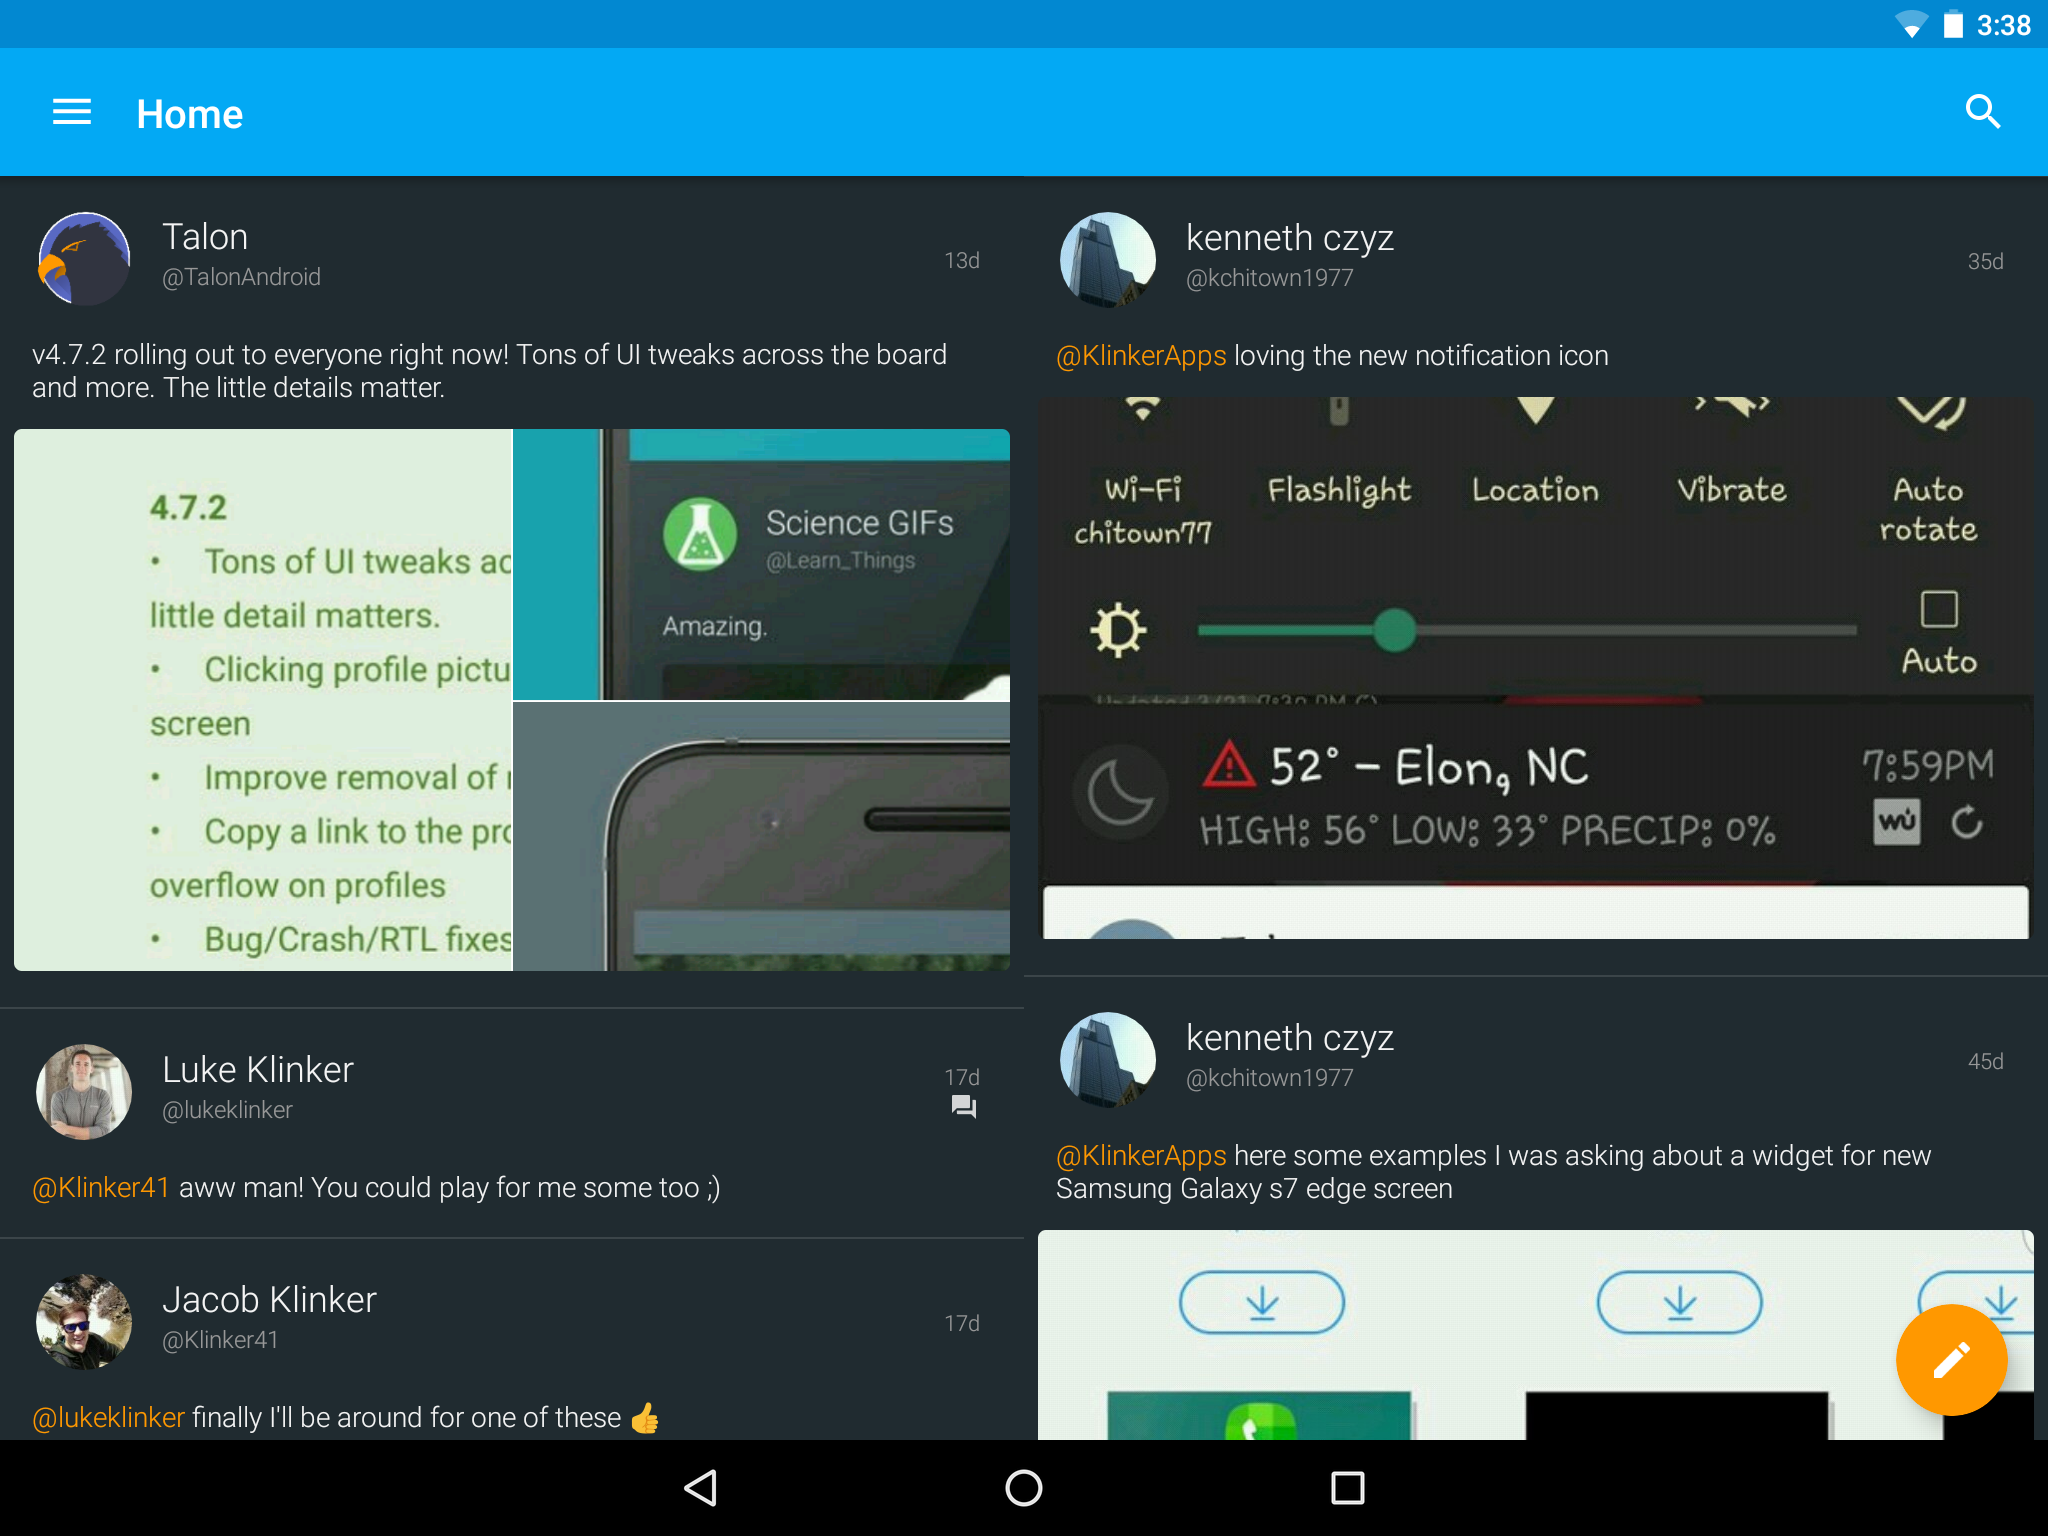 3:38
Home
Talon
@TalonAndroid
13d
v4.7.2 rolling out to everyone right now! Tons of UI tweaks across the board
and more. The little details matter.
4.7.2
• Tons of UI tweaks ac
little detail matters.
• Clicking profile pictu
screen
• Improve removal of
• Copy a link to the pro
overflow on profiles
• Bug/Crash/RTL fixes
Science GIFs
@Learn_Things
Amazing.
Luke Klinker
@lukeklinker
17d
@Klinker41 aww man! You could play for me some too ;)
Jacob Klinker
@Klinker41
17d
@lukeklinker finally I'll be around for one of these 👍
kenneth czyz
@kchitown1977
35d
@KlinkerApps loving the new notification icon
Wi-Fi
chitown77
Flashlight
Location
Vibrate
Auto
rotate
Auto
52° – Elon, NC
7:59PM
HIGH: 56° LOW: 33° PRECIP: 0%
wu
kenneth czyz
@kchitown1977
45d
@KlinkerApps here some examples I was asking about a widget for new
Samsung Galaxy s7 edge screen